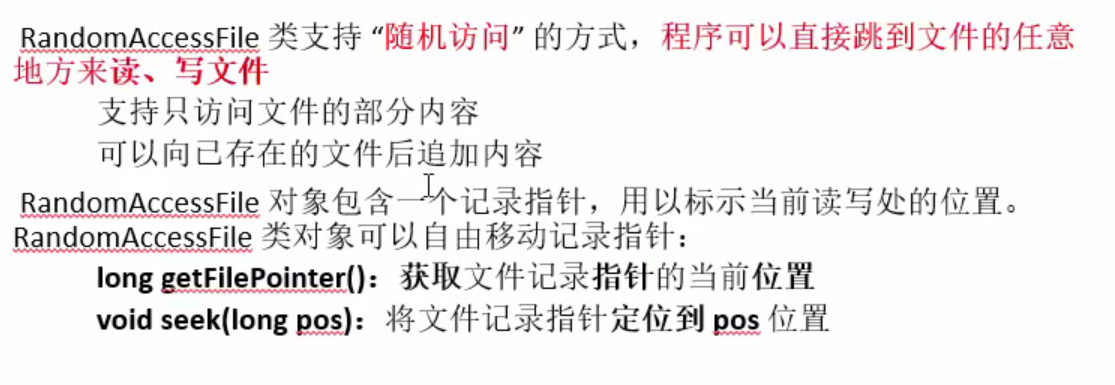 RandomAccessFile 类支持 “随机访问” 的方式，程序可以直接跳到文件的任意
地方来读、写文件
支持只访问文件的部分内容
可以向已存在的文件后追加内容
RandomAccessFile 对象包含一个记录指针，用以标示当前读写处的位置。
RandomAccessFile 类对象可以自由移动记录指针：
long getFilePointer()：获取文件记录指针的当前位置
void seek(long pos)：将文件记录指针定位到 pos 位置